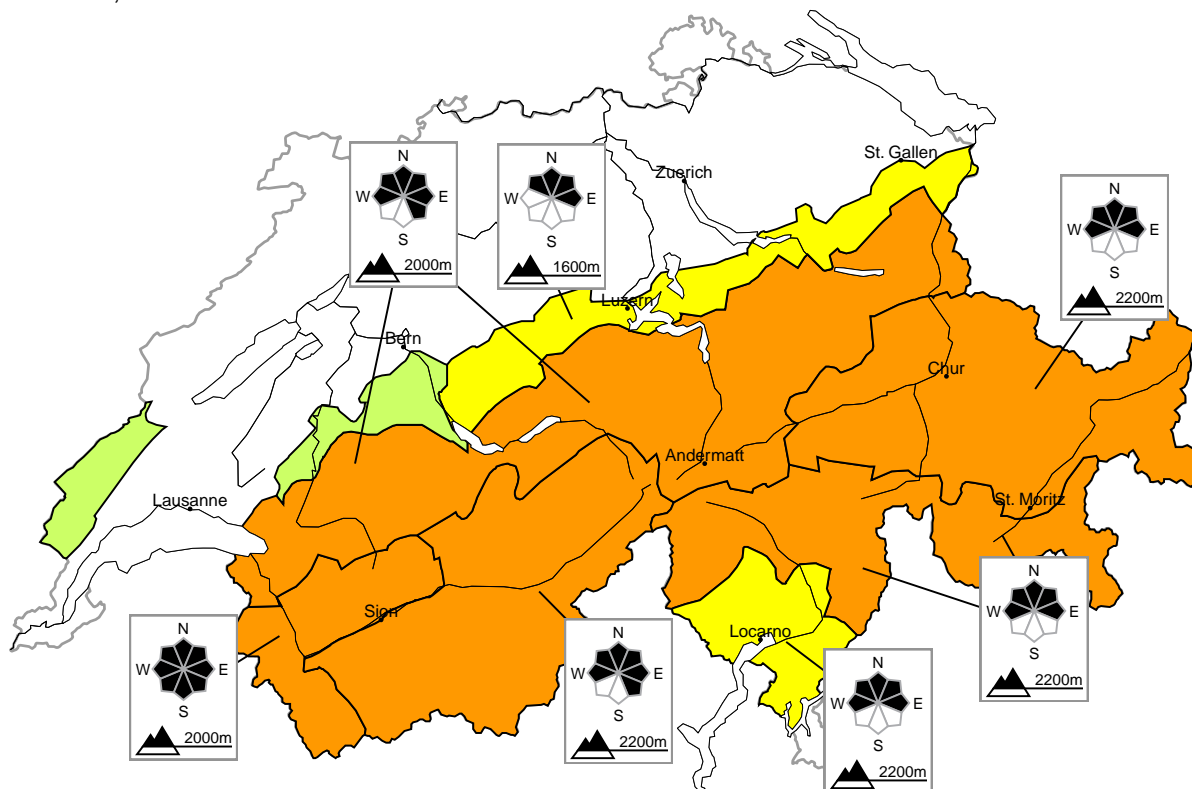 St. Gallen
Zuerich
N
W E
S
2000m
N
W E
S
1600m
N
W E
S
2200m
Luzern
Bern
Chur
Andermatt
Lausanne
St. Moritz
Sion
Locarno
N
W E
S
2200m
N
W E
S
2000m
N
W E
S
2200m
N
W E
S
2200m